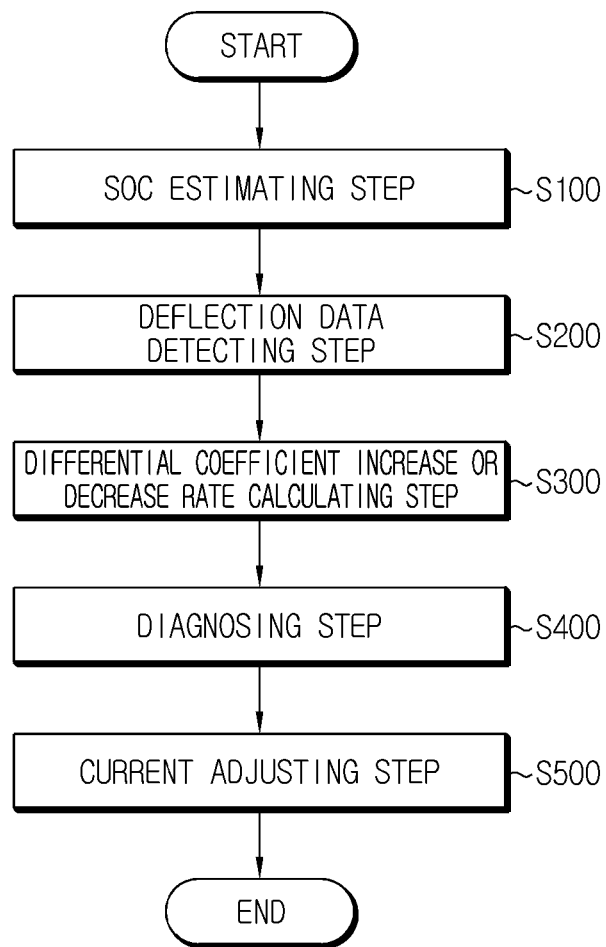 START
SOC ESTIMATING STEP
~S100
DEFLECTION DATA
DETECTING STEP
~S200
DIFFERENTIAL COEFFICIENT INCREASE OR
DECREASE RATE CALCULATING STEP
~S300
DIAGNOSING STEP
~S400
CURRENT ADJUSTING STEP
~S500
END